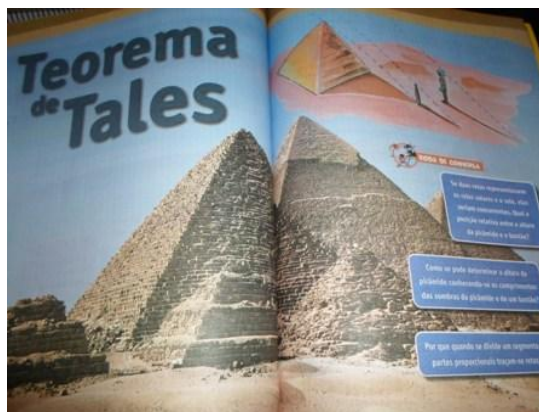 Teorema
de Tales
RODA DE CONVERSA
Se duas retas representassem
os raios solares e o solo, elas
seriam concorrentes. Qual a
posição relativa entre a altura
da pirâmide e o bastão?
Como se pode determinar a altura da
pirâmide conhecendo-se os comprimentos
das sombras da pirâmide e de um bastão?
Por que quando se divide um segmento
partes proporcionais traçam-se retas